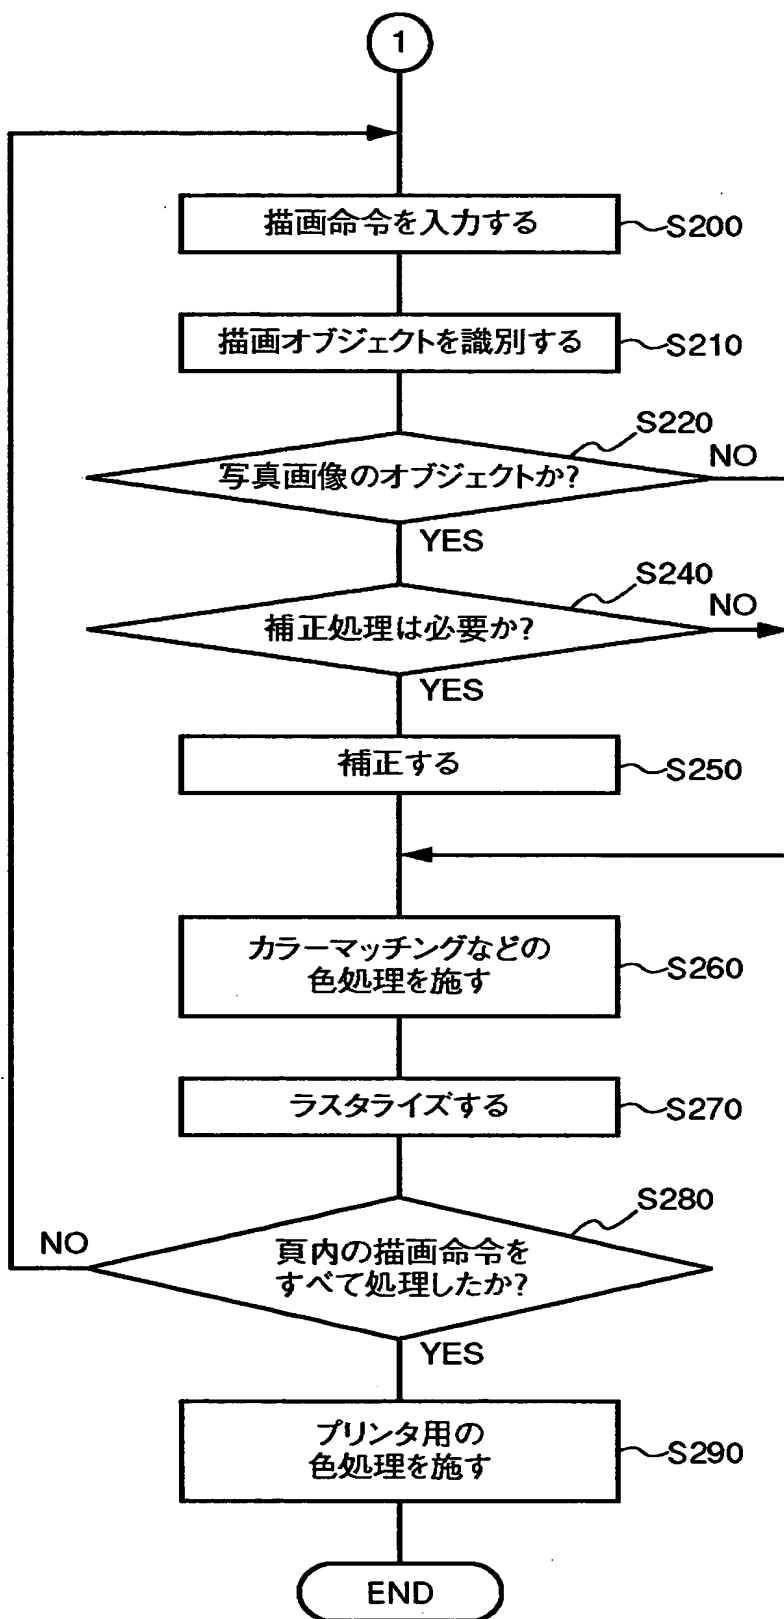 1
描画命令を入力する
S200
描画オブジェクトを識別する
S210
S220
写真画像のオブジェクトか?
NO
YES
S240
補正処理は必要か?
NO
YES
補正する
S250
カラーマッチングなどの
色処理を施す
S260
ラスタライズする
S270
S280
NO
頁内の描画命令を
すべて処理したか?
YES
プリンタ用の
色処理を施す
S290
END